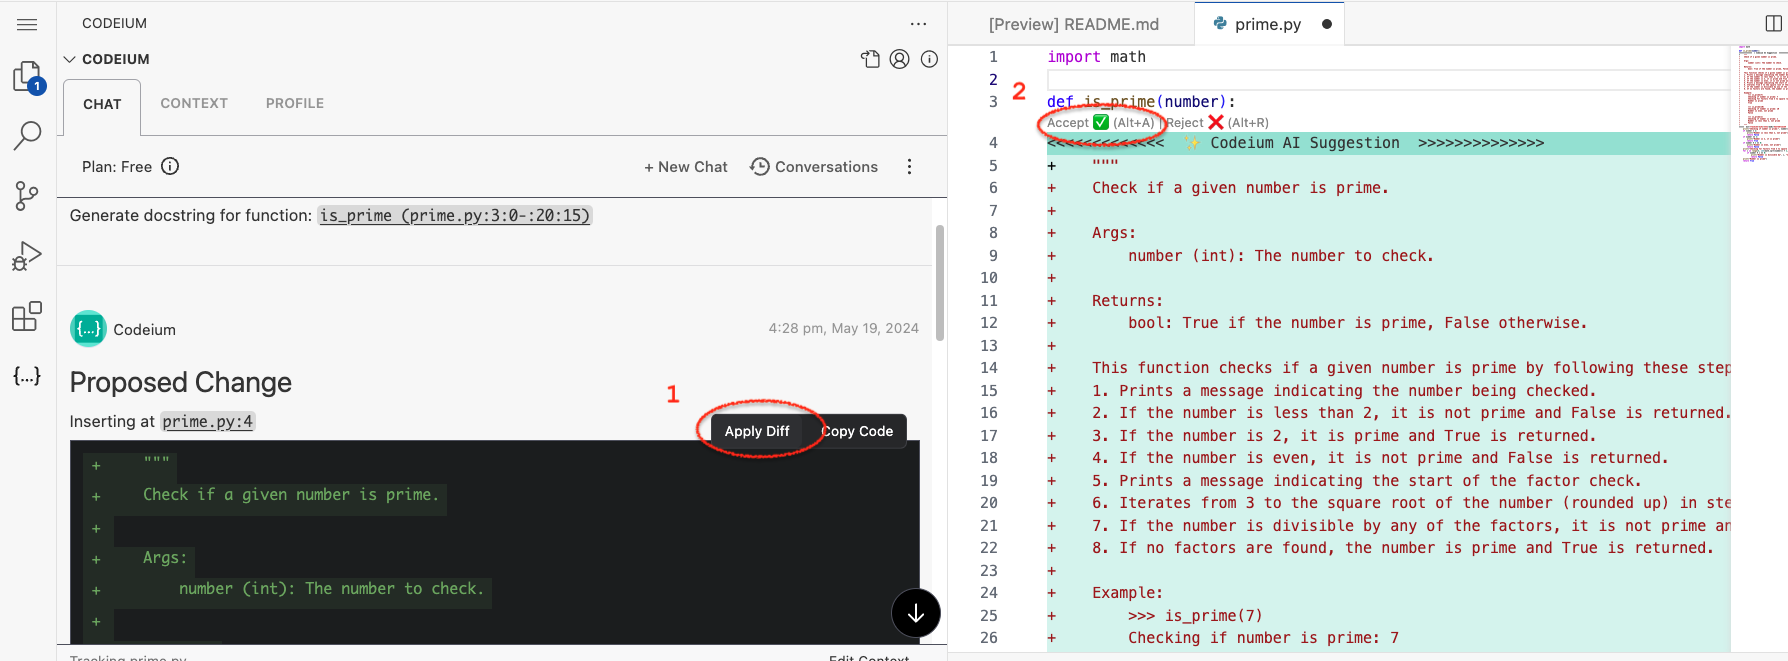 CODEIUM
CODEIUM
CHAT CONTEXT PROFILE
1
Plan: Free
+ New Chat Conversations
Generate docstring for function: is_prime (prime.py:3:0-:20:15)
{...} Codeium 4:28 pm, May 19, 2024
Proposed Change
1
Inserting at prime.py:4
Apply Diff Copy Code
+ """
+ Check if a given number is prime.
+
+ Args:
+ number (int): The number to check.
+
Tracking prime.py Edit Context
{...}
[Preview] README.md prime.py
1 import math
2
2
3 def is_prime(number):
Accept ✅ (Alt+A) | Reject ❌ (Alt+R)
4 <<<<<<<<<<<<< ✨ Codeium AI Suggestion >>>>>>>>>>>>>>
5 + """
6 + Check if a given number is prime.
7 +
8 + Args:
9 + number (int): The number to check.
10 +
11 + Returns:
12 + bool: True if the number is prime, False otherwise.
13 +
14 + This function checks if a given number is prime by following these step
15 + 1. Prints a message indicating the number being checked.
16 + 2. If the number is less than 2, it is not prime and False is returned.
17 + 3. If the number is 2, it is prime and True is returned.
18 + 4. If the number is even, it is not prime and False is returned.
19 + 5. Prints a message indicating the start of the factor check.
20 + 6. Iterates from 3 to the square root of the number (rounded up) in ste
21 + 7. If the number is divisible by any of the factors, it is not prime an
22 + 8. If no factors are found, the number is prime and True is returned.
23 +
24 + Example:
25 + >>> is_prime(7)
26 + Checking if number is prime: 7